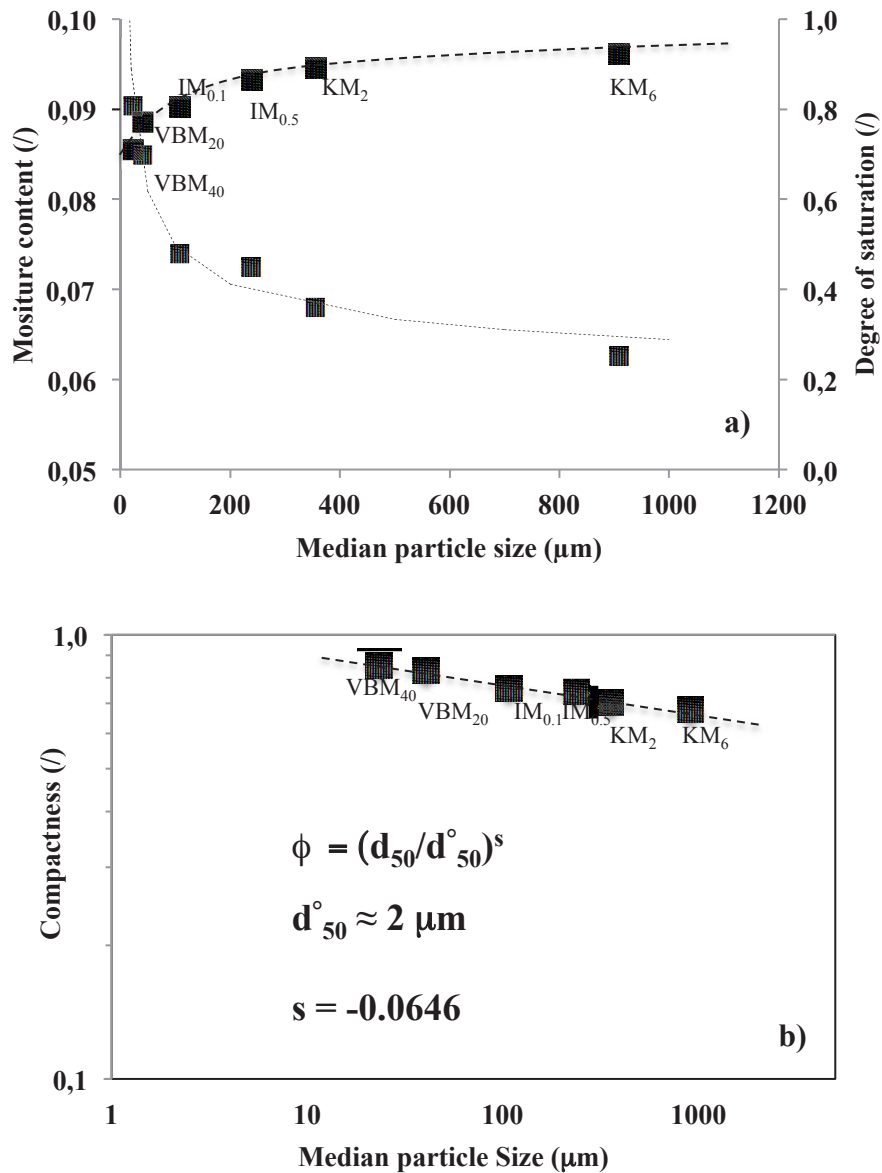 0,10
1,0
0,09
0,8
0,08
0,6
0,07
0,4
0,06
0,2
0,05
0,0
Mositure content (/)
Degree of saturation (/)
IM0.1
KM2
KM6
IM0.5
VBM20
VBM40
a)
0 200 400 600 800 1000 1200
Median particle size (µm)
1,0
VBM40
VBM20
IM0.1
IM0.5
KM2
KM6
Compactness (/)
ϕ = (d50/d°50)s
d°50 ≈ 2 µm
s = -0.0646
b)
0,1
1 10 100 1000
Median particle Size (µm)